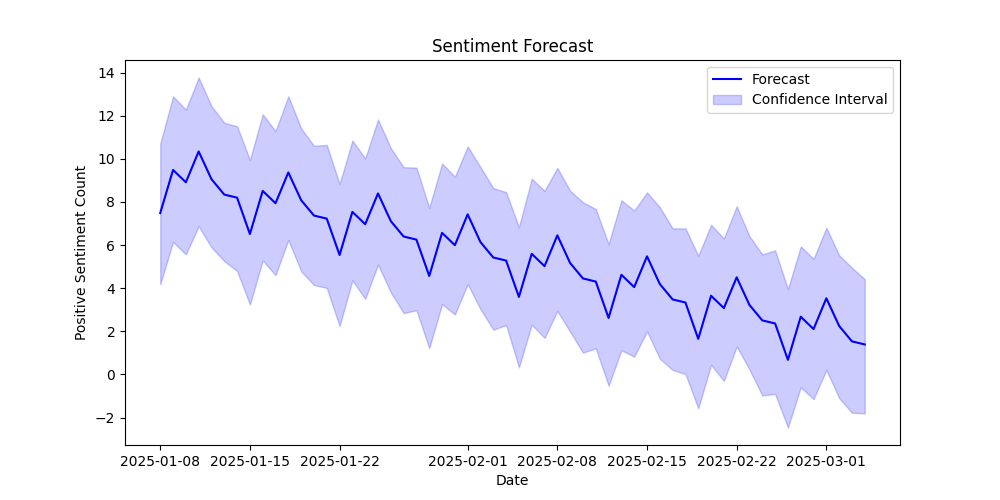 Sentiment Forecast
Forecast
Confidence Interval
Positive Sentiment Count
14
12
10
8
6
4
2
0
−2
2025-01-08 2025-01-15 2025-01-22 2025-02-01 2025-02-08 2025-02-15 2025-02-22 2025-03-01
Date